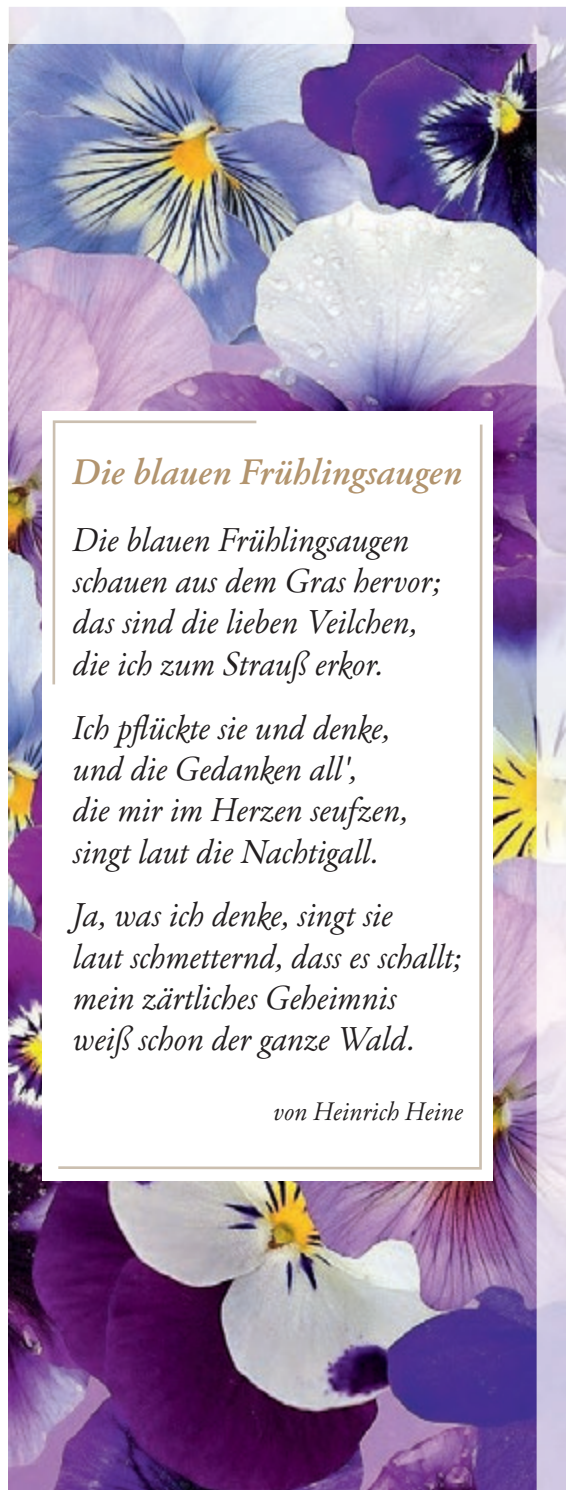 Die blauen Frühlingsaugen
Die blauen Frühlingsaugen
schauen aus dem Gras hervor;
das sind die lieben Veilchen,
die ich zum Strauß erkor.
Ich pflückte sie und denke,
und die Gedanken all',
die mir im Herzen seufzen,
singt laut die Nachtigall.
Ja, was ich denke, singt sie
laut schmetternd, dass es schallt;
mein zärtliches Geheimnis
weiß schon der ganze Wald.
von Heinrich Heine